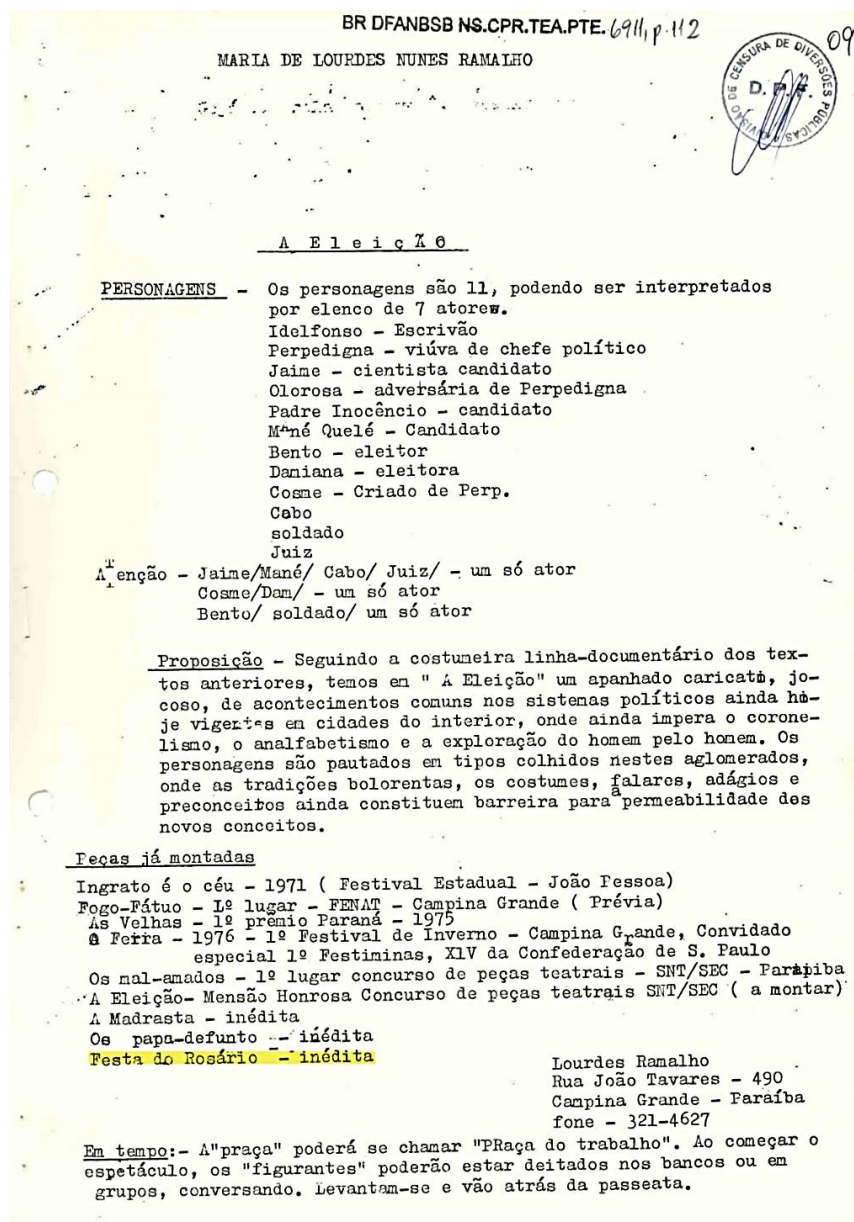 BR DFANBSB NS.CPR.TEA.PTE. 6911, p. 112
09
MARIA DE LOURDES NUNES RAMALHO
DIVISÃO DE CENSURA DE DIVERSÕES PÚBLICAS
D. P. F.
A EleiçÃO
PERSONAGENS - Os personagens são 11, podendo ser interpretados
por elenco de 7 atores.
Idelfonso - Escrivão
Perpedigna - viúva de chefe político
Jaime - cientista candidato
Olorosa - adversária de Perpedigna
Padre Inocêncio - candidato
Mané Quelé - Candidato
Bento - eleitor
Damiana - eleitora
Cosme - Criado de Perp.
Cabo
soldado
Juiz
ATenção - Jaime/Mané/ Cabo/ Juiz/ - um só ator
Cosme/Dam/ - um só ator
Bento/ soldado/ um só ator
Proposição - Seguindo a costumeira linha-documentário dos tex-
tos anteriores, temos em " A Eleição" um apanhado caricato, jo-
coso, de acontecimentos comuns nos sistemas políticos ainda ho-
je vigentes em cidades do interior, onde ainda impera o corone-
lismo, o analfabetismo e a exploração do homem pelo homem. Os
personagens são pautados em tipos colhidos nestes aglomerados,
onde as tradições bolorentas, os costumes, falares, adágios e
preconceitos ainda constituem barreira para a permeabilidade dos
novos conceitos.
Peças já montadas
Ingrato é o céu - 1971 ( Festival Estadual - João Pessoa)
Fogo-Fátuo - Lº lugar - FENAT - Campina Grande ( Prévia)
As Velhas - 1º prêmio Paraná - 1975
A Feira - 1976 - 1º Festival de Inverno - Campina Grande, Convidado
especial 1º Festiminas, X1V da Confederação de S. Paulo
Os mal-amados - 1º lugar concurso de peças teatrais - SNT/SEC - Paraiba
A Eleição- Mensão Honrosa Concurso de peças teatrais SNT/SEC ( a montar)
A Madrasta - inédita
Os papa-defunto - inédita
Festa do Rosário - inédita
Lourdes Ramalho
Rua João Tavares - 490
Campina Grande - Paraíba
fone - 321-4627
Em tempo:- A"praça" poderá se chamar "PRaça do trabalho". Ao começar o
espetáculo, os "figurantes" poderão estar deitados nos bancos ou em
grupos, conversando. Levantam-se e vão atrás da passeata.